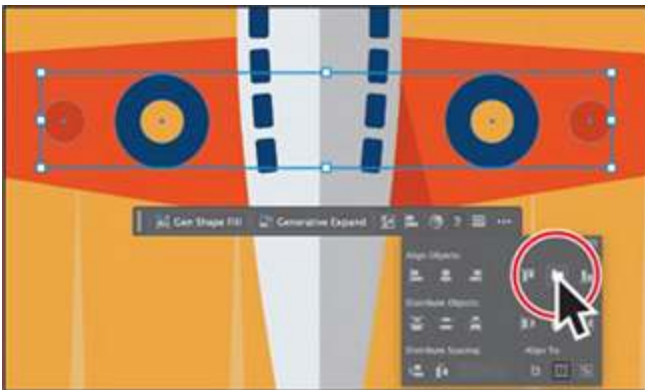 Gen Shape Fill Generative Expand
Align Objects:
Distribute Objects:
Distribute Spacing: Align To: